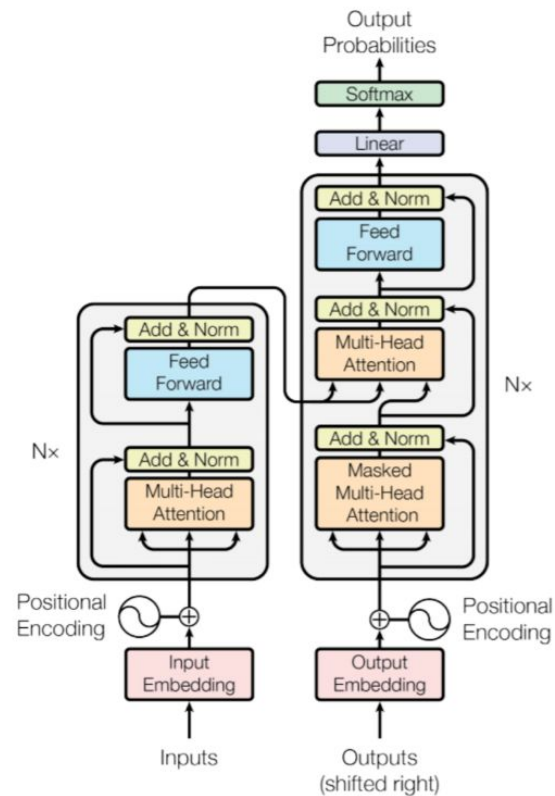 Output
Probabilities
Softmax
Linear
Add & Norm
Feed
Forward
Add & Norm
Multi-Head
Attention
Add & Norm
Masked
Multi-Head
Attention
N×
Add & Norm
Feed
Forward
Add & Norm
Multi-Head
Attention
N×
Positional
Encoding
Positional
Encoding
Input
Embedding
Output
Embedding
Inputs
Outputs
(shifted right)